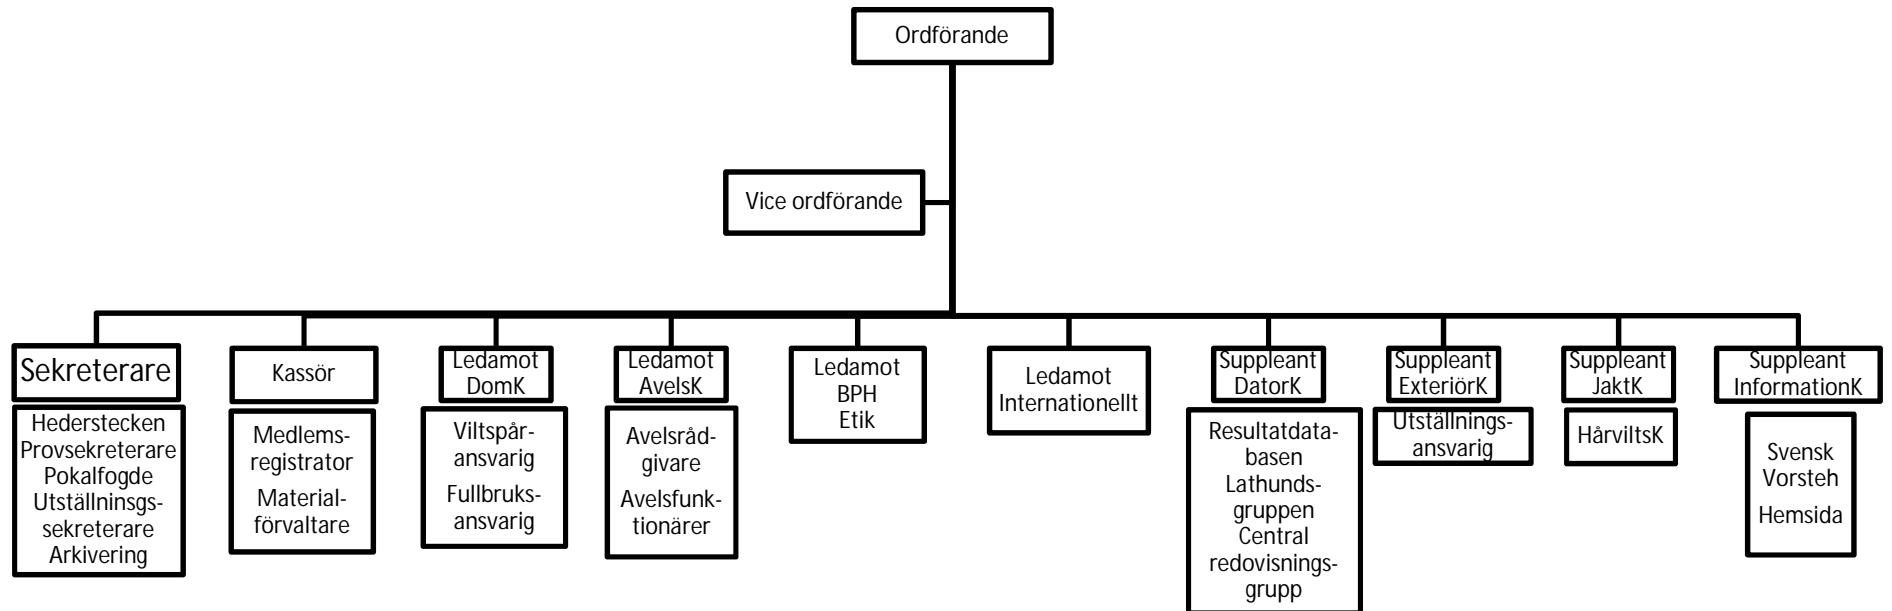 Ordförande
Vice ordförande
Sekreterare
Hederstecken
Provsekreterare
Pokalfogde
Utställninsgs-
sekreterare
Arkivering
Kassör
Medlems-
registrator
Material-
förvaltare
Ledamot
DomK
Viltspår-
ansvarig
Fullbruks-
ansvarig
Ledamot
AvelsK
Avelsråd-
givare
Avelsfunk-
tionärer
Ledamot
BPH
Etik
Ledamot
Internationellt
Suppleant
DatorK
Resultatdata-
basen
Lathunds-
gruppen
Central
redovisnings-
grupp
Suppleant
ExteriörK
Utställnings-
ansvarig
Suppleant
JaktK
HårviltsK
Suppleant
InformationK
Svensk
Vorsteh
Hemsida